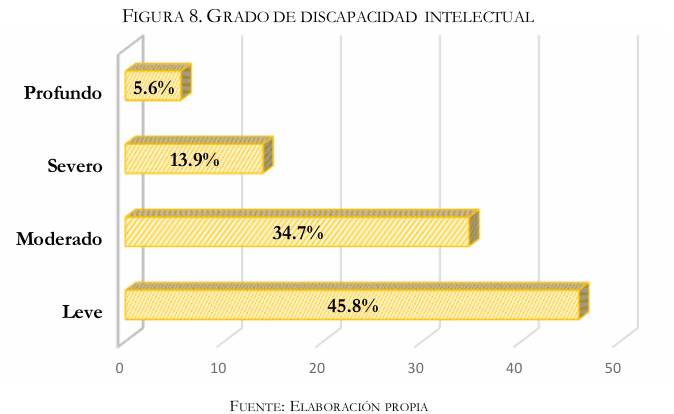 FIGURA 8. GRADO DE DISCAPACIDAD INTELECTUAL
Profundo
5.6%
Severo
13.9%
Moderado
34.7%
Leve
45.8%
0 10 20 30 40 50
FUENTE: ELABORACIÓN PROPIA